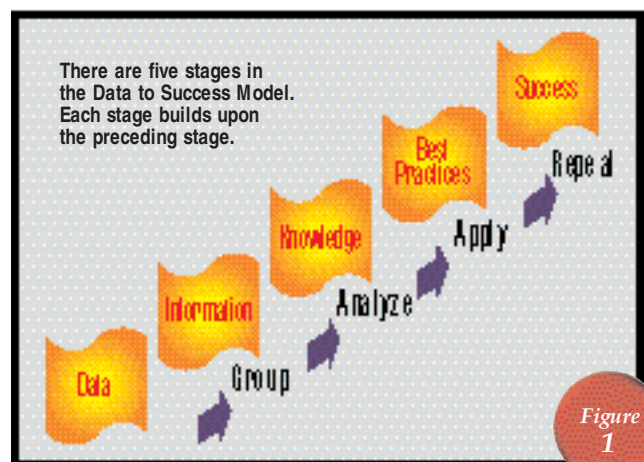 There are five stages in
the Data to Success Model.
Each stage builds upon
the preceding stage.
Success
Repeat
Best
Practices
Apply
Knowledge
Analyze
Information
Group
Data
Figure
1